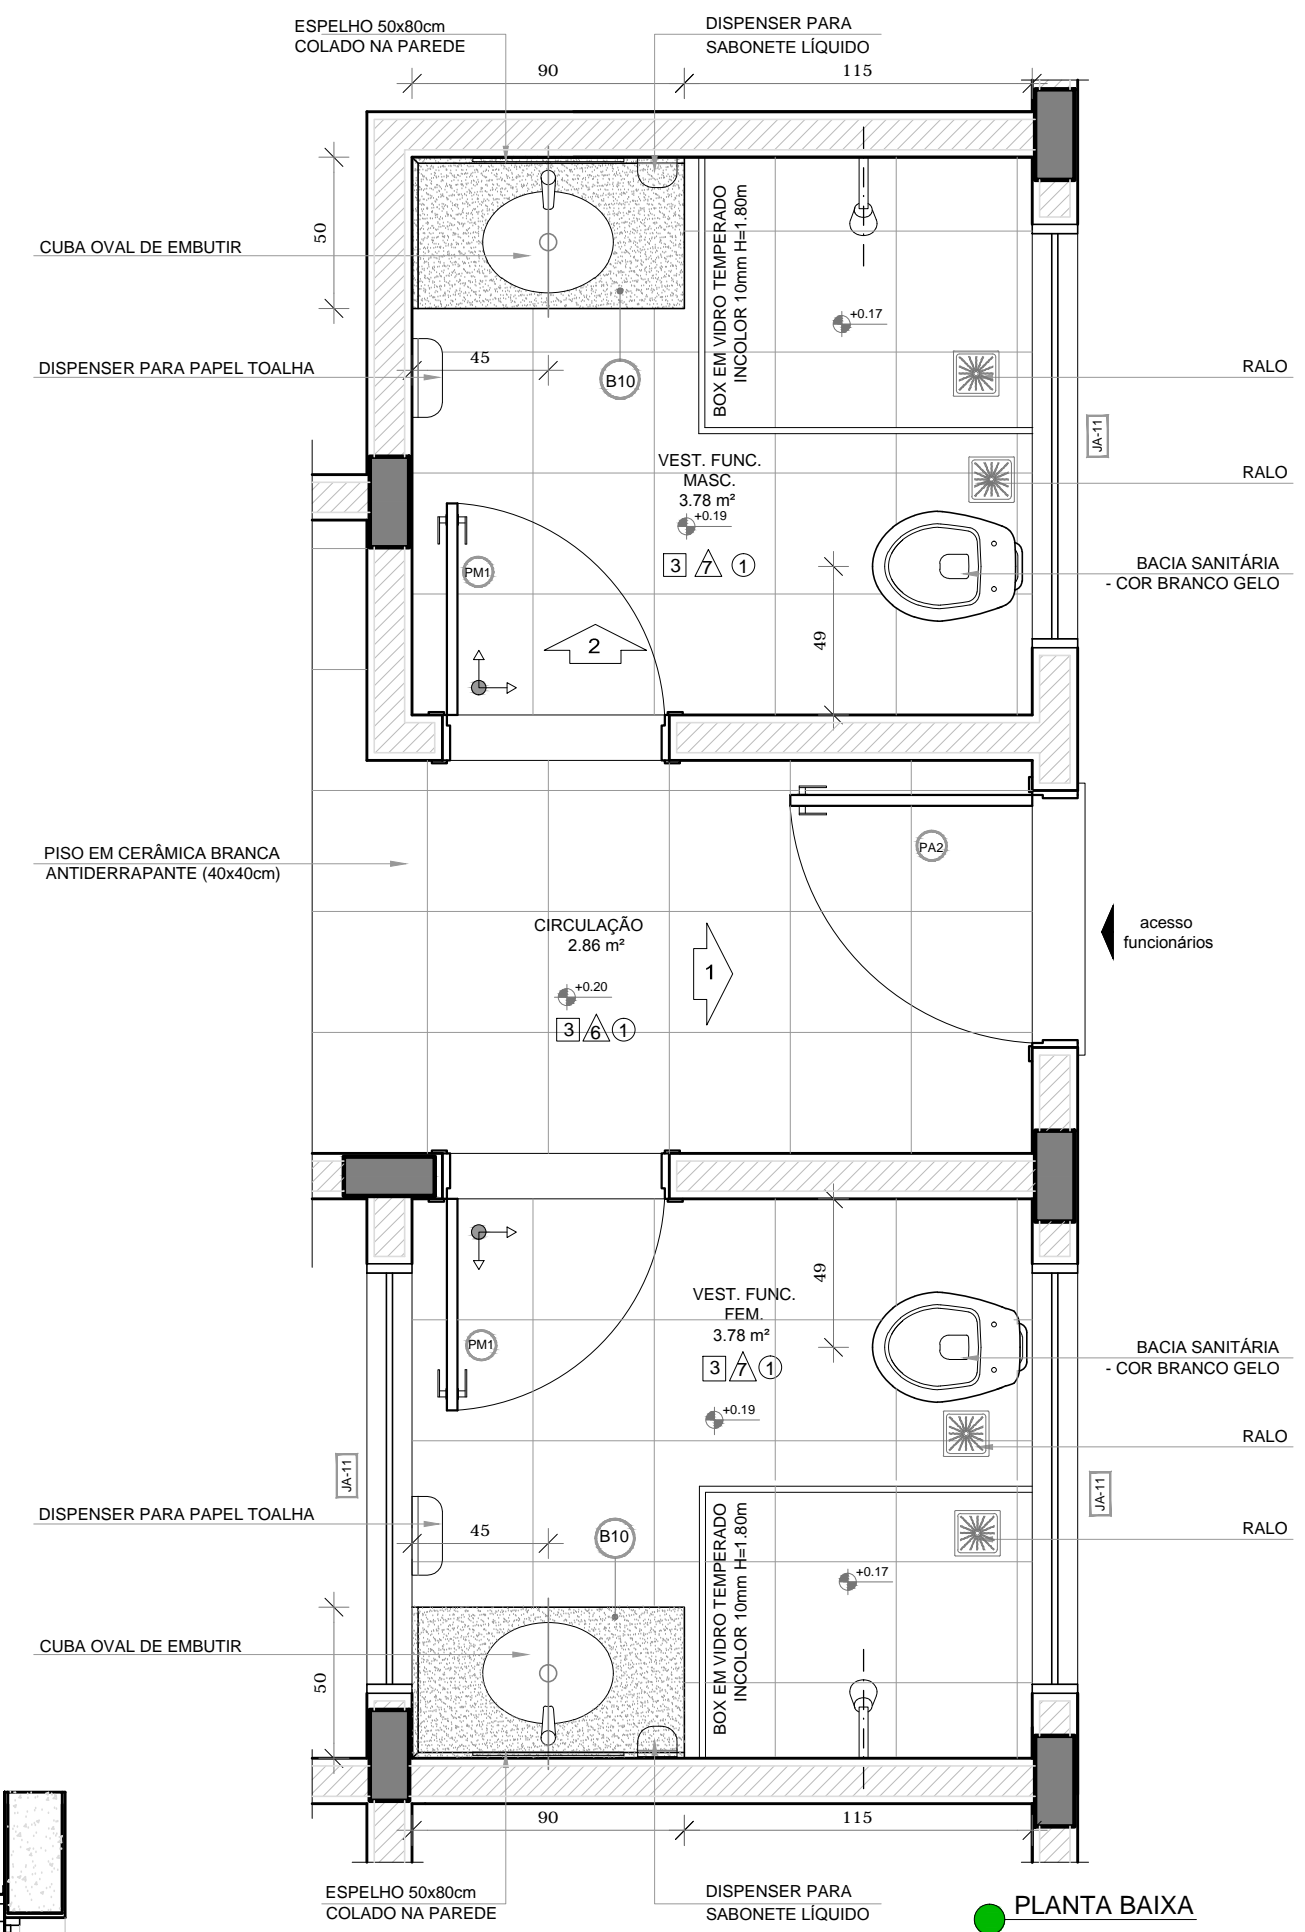 ESPELHO 50x80cm
COLADO NA PAREDE
DISPENSER PARA
SABONETE LÍQUIDO
90
115
50
CUBA OVAL DE EMBUTIR
BOX EM VIDRO TEMPERADO
INCOLOR 10mm H=1.80m
+0.17
DISPENSER PARA PAPEL TOALHA
45
B10
RALO
JA-11
VEST. FUNC.
MASC.
3.78 m²
+0.19
3 7 1
RALO
PM1
BACIA SANITÁRIA
- COR BRANCO GELO
49
2
PISO EM CERÂMICA BRANCA
ANTIDERRAPANTE (40x40cm)
PA2
CIRCULAÇÃO
2.86 m²
+0.20
3 6 1
1
acesso
funcionários
49
VEST. FUNC.
FEM.
3.78 m²
3 7 1
+0.19
PM1
BACIA SANITÁRIA
- COR BRANCO GELO
RALO
JA-11
JA-11
DISPENSER PARA PAPEL TOALHA
45
B10
BOX EM VIDRO TEMPERADO
INCOLOR 10mm H=1.80m
RALO
+0.17
CUBA OVAL DE EMBUTIR
50
90
115
ESPELHO 50x80cm
COLADO NA PAREDE
DISPENSER PARA
SABONETE LÍQUIDO
PLANTA BAIXA